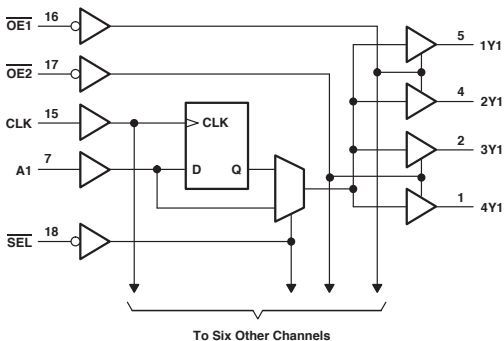 OE1 16
OE2 17
CLK 15
A1 7
SEL 18
CLK
D Q
5 1Y1
4 2Y1
2 3Y1
1 4Y1
To Six Other Channels